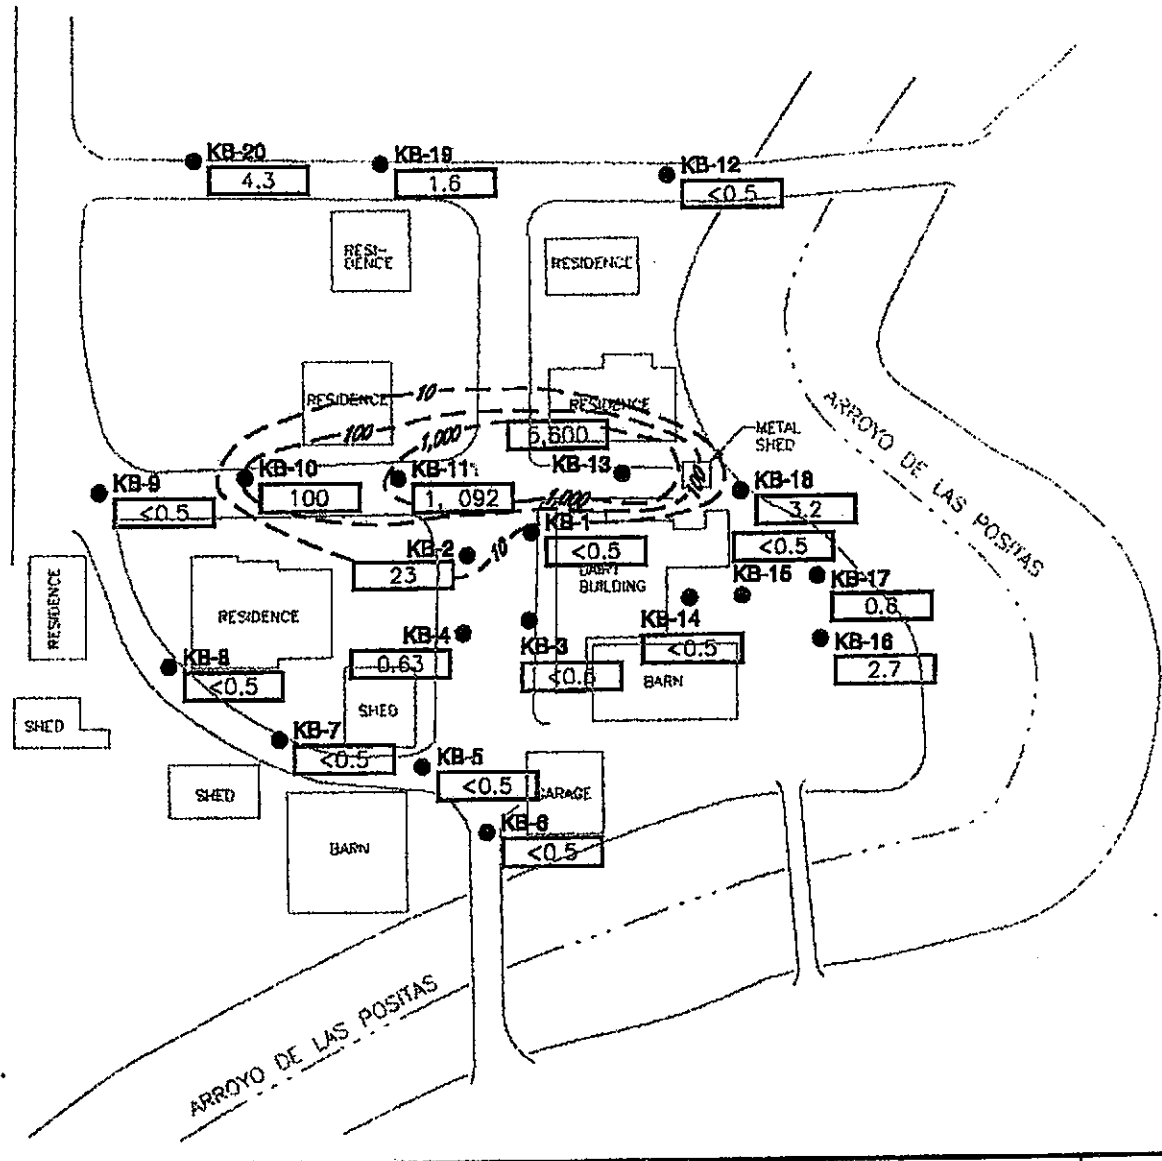 KB-20
4.3
KB-19
1.6
KB-12
<0.5
RESI-
DENCE
RESIDENCE
RESIDENCE
10
RESIDENCE
100
1,000
METAL
SHED
KB-10
100
KB-11
1,092
KB-13
1,000
100
KB-18
3.2
KB-9
<0.5
KB-1
<0.5
DAIRY
BUILDING
KB-2
23
10
<0.5
KB-15
KB-17
ARROYO DE LAS POSITAS
RESIDENCE
RESIDENCE
KB-4
0.63
KB-3
KB-14
<0.5
BARN
KB-16
2.7
KB-8
<0.5
SHED
SHED
KB-7
<0.5
KB-5
<0.5
GARAGE
SHED
KB-6
<0.5
BARN
ARROYO DE LAS POSITAS